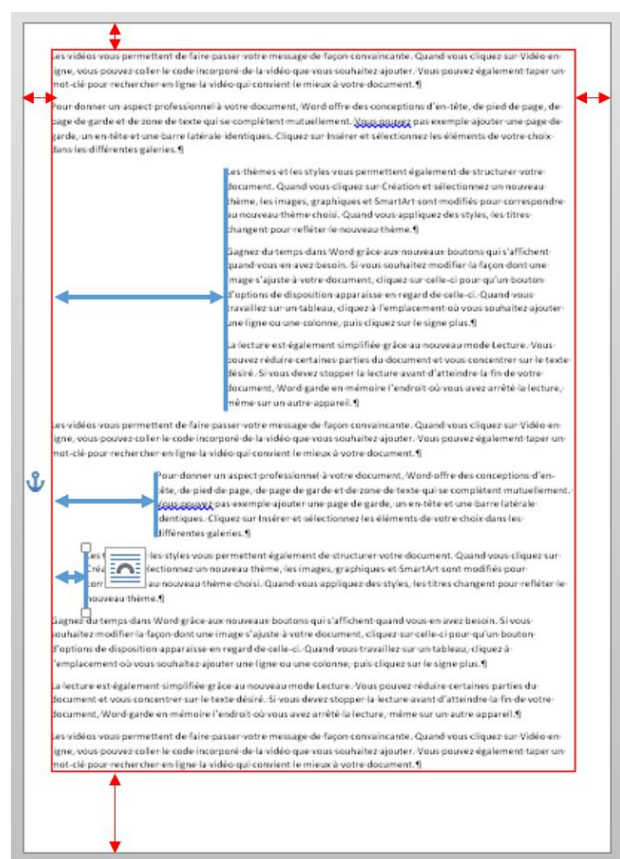 Les vidéos vous permettent de faire passer votre message de façon convaincante. Quand vous cliquez sur Vidéo en
ligne, vous pouvez coller le code incorporé de la vidéo que vous souhaitez ajouter. Vous pouvez également taper un
mot-clé pour rechercher en ligne la vidéo qui convient le mieux à votre document.¶
Pour donner un aspect professionnel à votre document, Word offre des conceptions d'en-tête, de pied de page, de
page de garde et de zone de texte qui se complètent mutuellement. Vous pouvez pas exemple ajouter une page de
garde, un en-tête et une barre latérale identiques. Cliquez sur Insérer et sélectionnez les éléments de votre choix
dans les différentes galeries.¶
Les thèmes et les styles vous permettent également de structurer votre
document. Quand vous cliquez sur Création et sélectionnez un nouveau
thème, les images, graphiques et SmartArt sont modifiés pour correspondre
au nouveau thème choisi. Quand vous appliquez des styles, les titres
changent pour refléter le nouveau thème.¶
Gagnez du temps dans Word grâce aux nouveaux boutons qui s'affichent
quand vous en avez besoin. Si vous souhaitez modifier la façon dont une
image s'ajuste à votre document, cliquez sur celle-ci pour qu'un bouton
d'options de disposition apparaisse en regard de celle-ci. Quand vous
travaillez sur un tableau, cliquez à l'emplacement où vous souhaitez ajouter
une ligne ou une colonne, puis cliquez sur le signe plus.¶
La lecture est également simplifiée grâce au nouveau mode Lecture. Vous
pouvez réduire certaines parties du document et vous concentrer sur le texte
désiré. Si vous devez stopper la lecture avant d'atteindre la fin de votre
document, Word garde en mémoire l'endroit où vous avez arrêté la lecture,
même sur un autre appareil.¶
Les vidéos vous permettent de faire passer votre message de façon convaincante. Quand vous cliquez sur Vidéo en
ligne, vous pouvez coller le code incorporé de la vidéo que vous souhaitez ajouter. Vous pouvez également taper un
mot-clé pour rechercher en ligne la vidéo qui convient le mieux à votre document.¶
Pour donner un aspect professionnel à votre document, Word offre des conceptions d'en-
tête, de pied de page, de page de garde et de zone de texte qui se complètent mutuellement.
Vous pouvez pas exemple ajouter une page de garde, un en-tête et une barre latérale
identiques. Cliquez sur Insérer et sélectionnez les éléments de votre choix dans les
différentes galeries.¶
les styles vous permettent également de structurer votre document. Quand vous cliquez sur
sélectionnez un nouveau thème, les images, graphiques et SmartArt sont modifiés pour
au nouveau thème choisi. Quand vous appliquez des styles, les titres changent pour refléter le
nouveau thème.¶
Gagnez du temps dans Word grâce aux nouveaux boutons qui s'affichent quand vous en avez besoin. Si vous
souhaitez modifier la façon dont une image s'ajuste à votre document, cliquez sur celle-ci pour qu'un bouton
d'options de disposition apparaisse en regard de celle-ci. Quand vous travaillez sur un tableau, cliquez à
l'emplacement où vous souhaitez ajouter une ligne ou une colonne, puis cliquez sur le signe plus.¶
La lecture est également simplifiée grâce au nouveau mode Lecture. Vous pouvez réduire certaines parties du
document et vous concentrer sur le texte désiré. Si vous devez stopper la lecture avant d'atteindre la fin de votre
document, Word garde en mémoire l'endroit où vous avez arrêté la lecture, même sur un autre appareil.¶
Les vidéos vous permettent de faire passer votre message de façon convaincante. Quand vous cliquez sur Vidéo en
ligne, vous pouvez coller le code incorporé de la vidéo que vous souhaitez ajouter. Vous pouvez également taper un
mot-clé pour rechercher en ligne la vidéo qui convient le mieux à votre document.¶